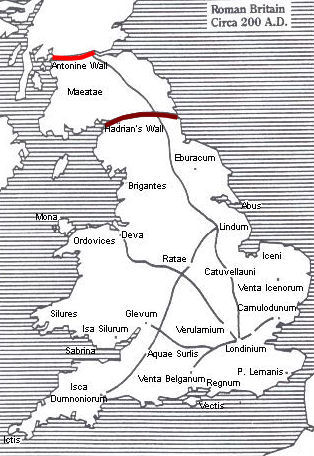 Roman Britain
Circa 200 A.D.
Antonine Wall
Maeatae
Hadrian's Wall
Eburacum
Brigantes
Abus
Mona
Lindum
Deva
Ordovices
Iceni
Ratae
Catuvellauni
Venta Icenorum
Camulodunum
Silures
Glevum
Isa Silurum
Verulamium
Londinium
Sabrina
Aquae Surlis
P. Lemanis
Venta Belganum
Regnum
Isca
Dumnoniorum
Vectis
Ictis